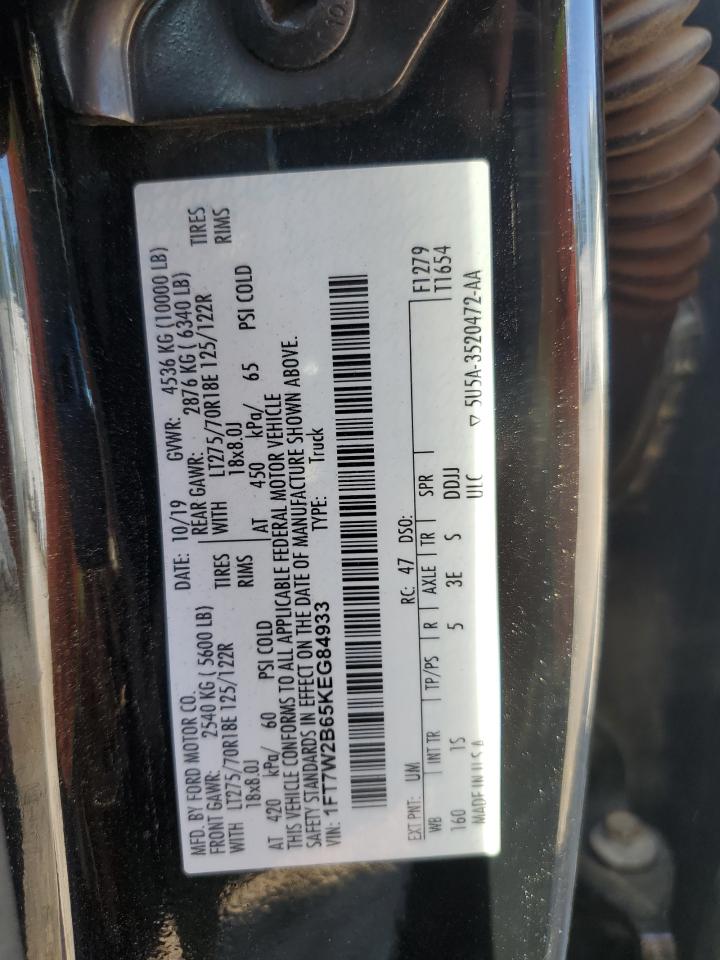 MFD. BY FORD MOTOR CO.
DATE: 10/19 GVWR: 4536 KG (10000 LB)
FRONT GAWR: 2540 KG ( 5600 LB) REAR GAWR: 2876 KG ( 6340 LB)
WITH LT275/70R18E 125/122R TIRES WITH LT275/70R18E 125/122R TIRES
18x8.0J RIMS 18x8.0J RIMS
AT 420 kPa/ 60 PSI COLD AT 450 kPa/ 65 PSI COLD
THIS VEHICLE CONFORMS TO ALL APPLICABLE FEDERAL MOTOR VEHICLE
SAFETY STANDARDS IN EFFECT ON THE DATE OF MANUFACTURE SHOWN ABOVE.
VIN: 1FT7W2B65KEG84933 TYPE: Truck
F1279
EXT PNT: UM RC: 47 DSO: T1654
WB INT TR TP/PS R AXLE TR SPR
160 1S 5 3E S DDJJ
MADE IN U.S.A. ULC ▽ 5U5A-3520472-AA
10.